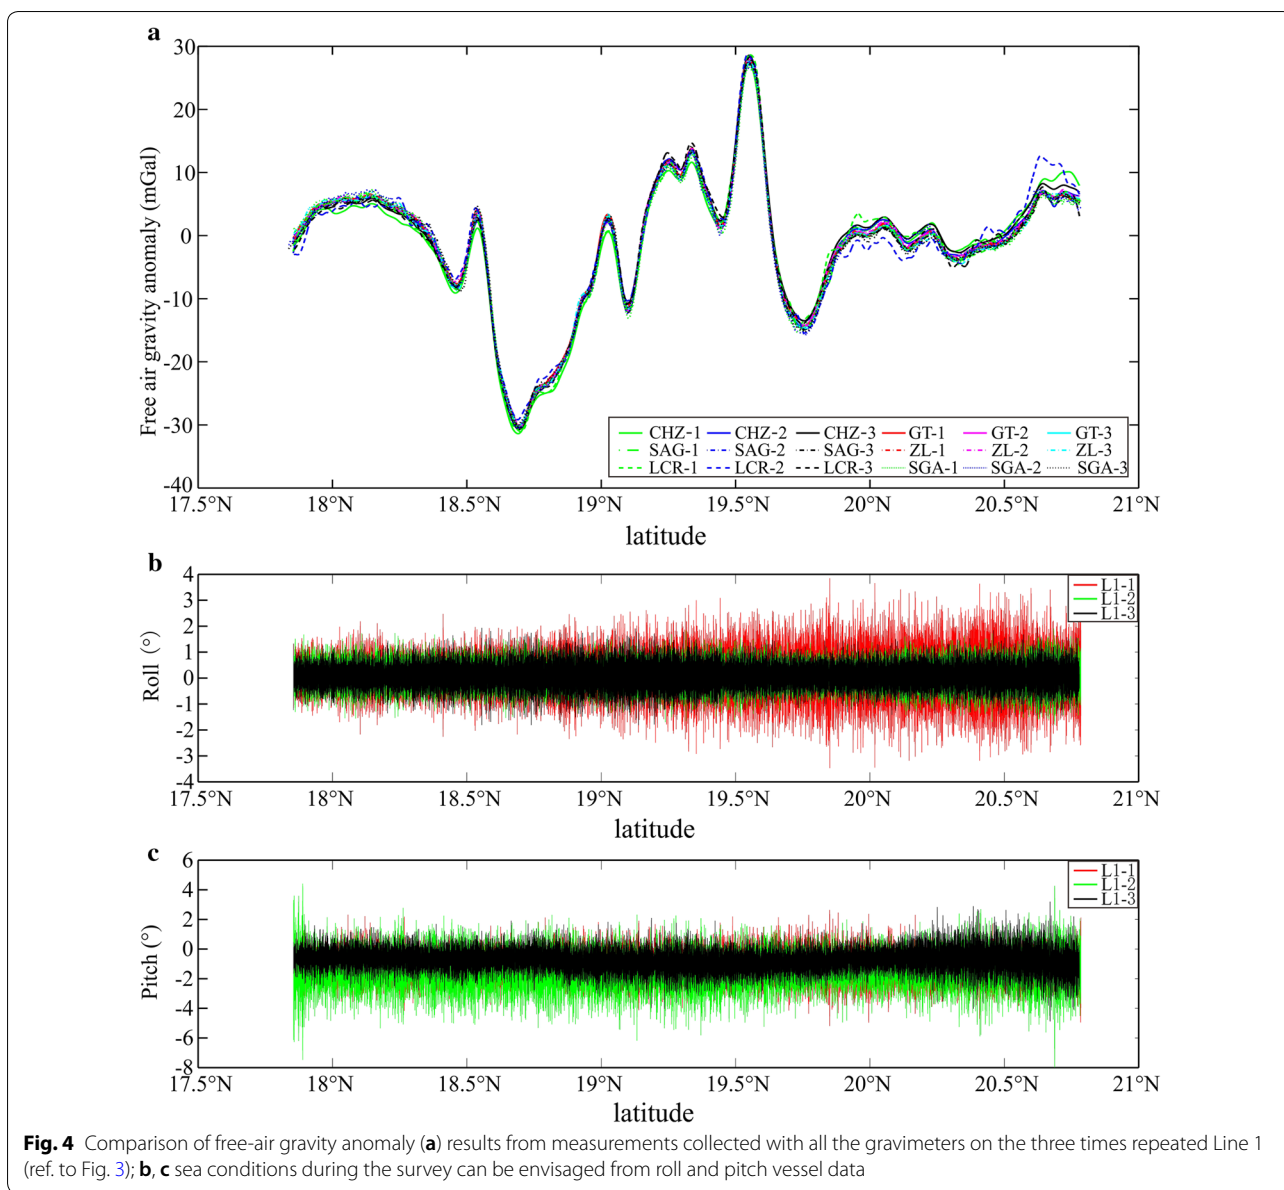 a
30
20
10
0
-10
-20
-30
-40
Free air gravity anomaly (mGal)
CHZ-1 CHZ-2 CHZ-3 GT-1 GT-2 GT-3
SAG-1 SAG-2 SAG-3 ZL-1 ZL-2 ZL-3
LCR-1 LCR-2 LCR-3 SGA-1 SGA-2 SGA-3
17.5°N 18°N 18.5°N 19°N 19.5°N 20°N 20.5°N 21°N
latitude
b
4
3
2
1
0
-1
-2
-3
-4
Roll (°)
L1-1
L1-2
L1-3
17.5°N 18°N 18.5°N 19°N 19.5°N 20°N 20.5°N 21°N
latitude
c
6
4
2
0
-2
-4
-6
-8
Pitch (°)
L1-1
L1-2
L1-3
17.5°N 18°N 18.5°N 19°N 19.5°N 20°N 20.5°N 21°N
latitude
Fig. 4 Comparison of free-air gravity anomaly (a) results from measurements collected with all the gravimeters on the three times repeated Line 1
(ref. to Fig. 3); b, c sea conditions during the survey can be envisaged from roll and pitch vessel data